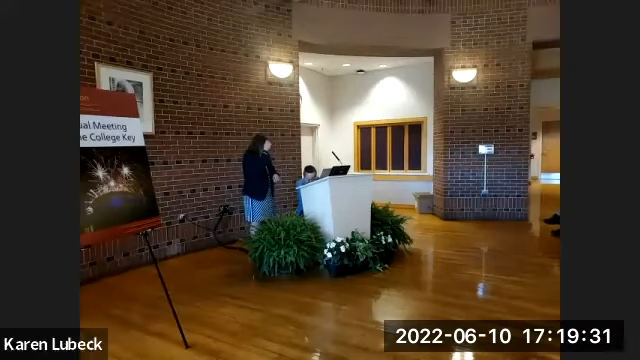 ual Meeting
e College Key
Karen Lubeck
2022-06-10 17:19:31